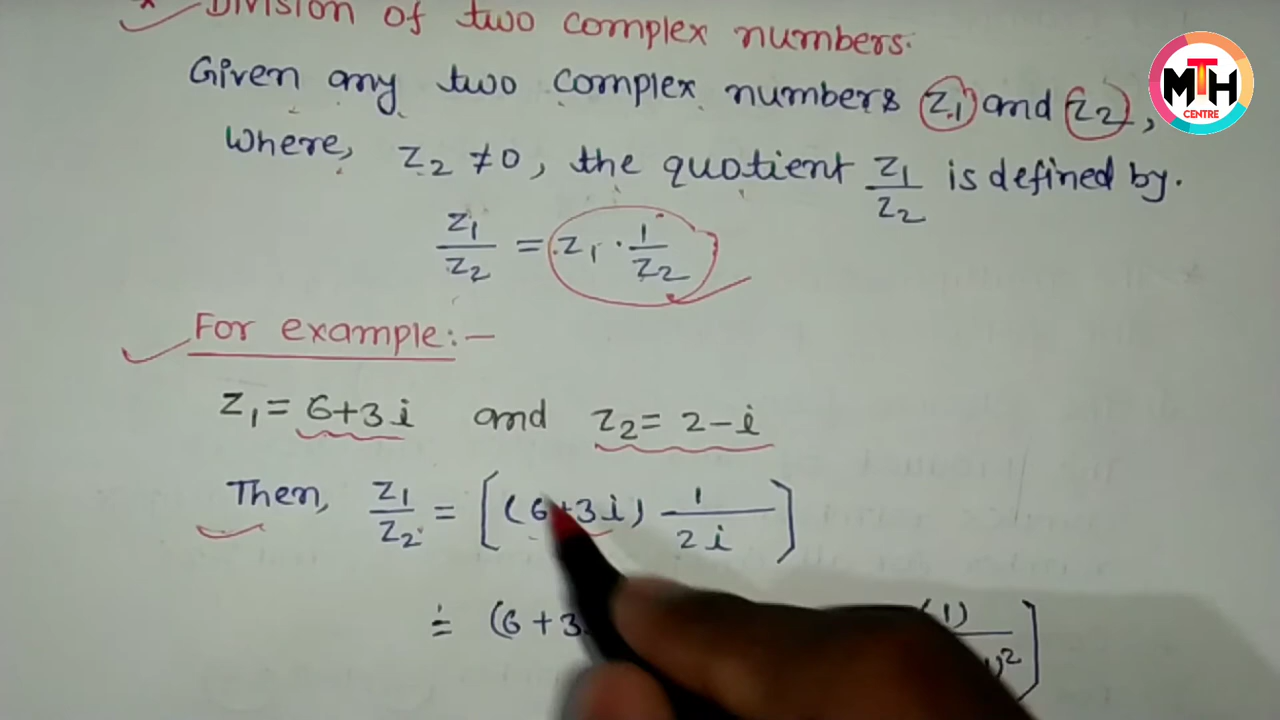 * Division of two complex numbers.
MTH
CENTRE
Given any two complex numbers z₁ and z₂,
Where, z₂ ≠ 0, the quotient z₁/z₂ is defined by.
z₁/z₂ = z₁ · 1/z₂
For example:-
z₁ = 6+3i and z₂ = 2-i
Then, z₁/z₂ = [(6+3i) 1/2i]
= (6+3